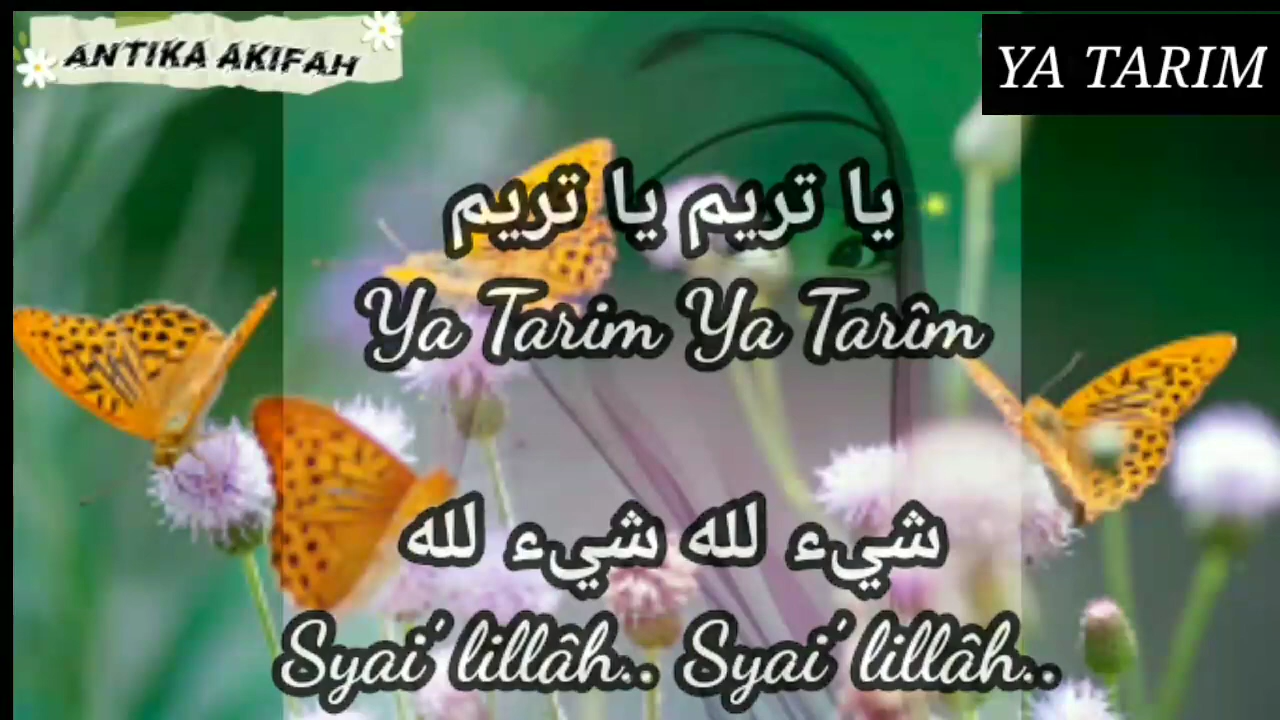 ANTIKA AKIFAH
YA TARIM
يا تريم يا تريم
Ya Tarim Ya Tarîm
شيء لله شيء لله
Syai' lillâh.. Syai' lillâh..